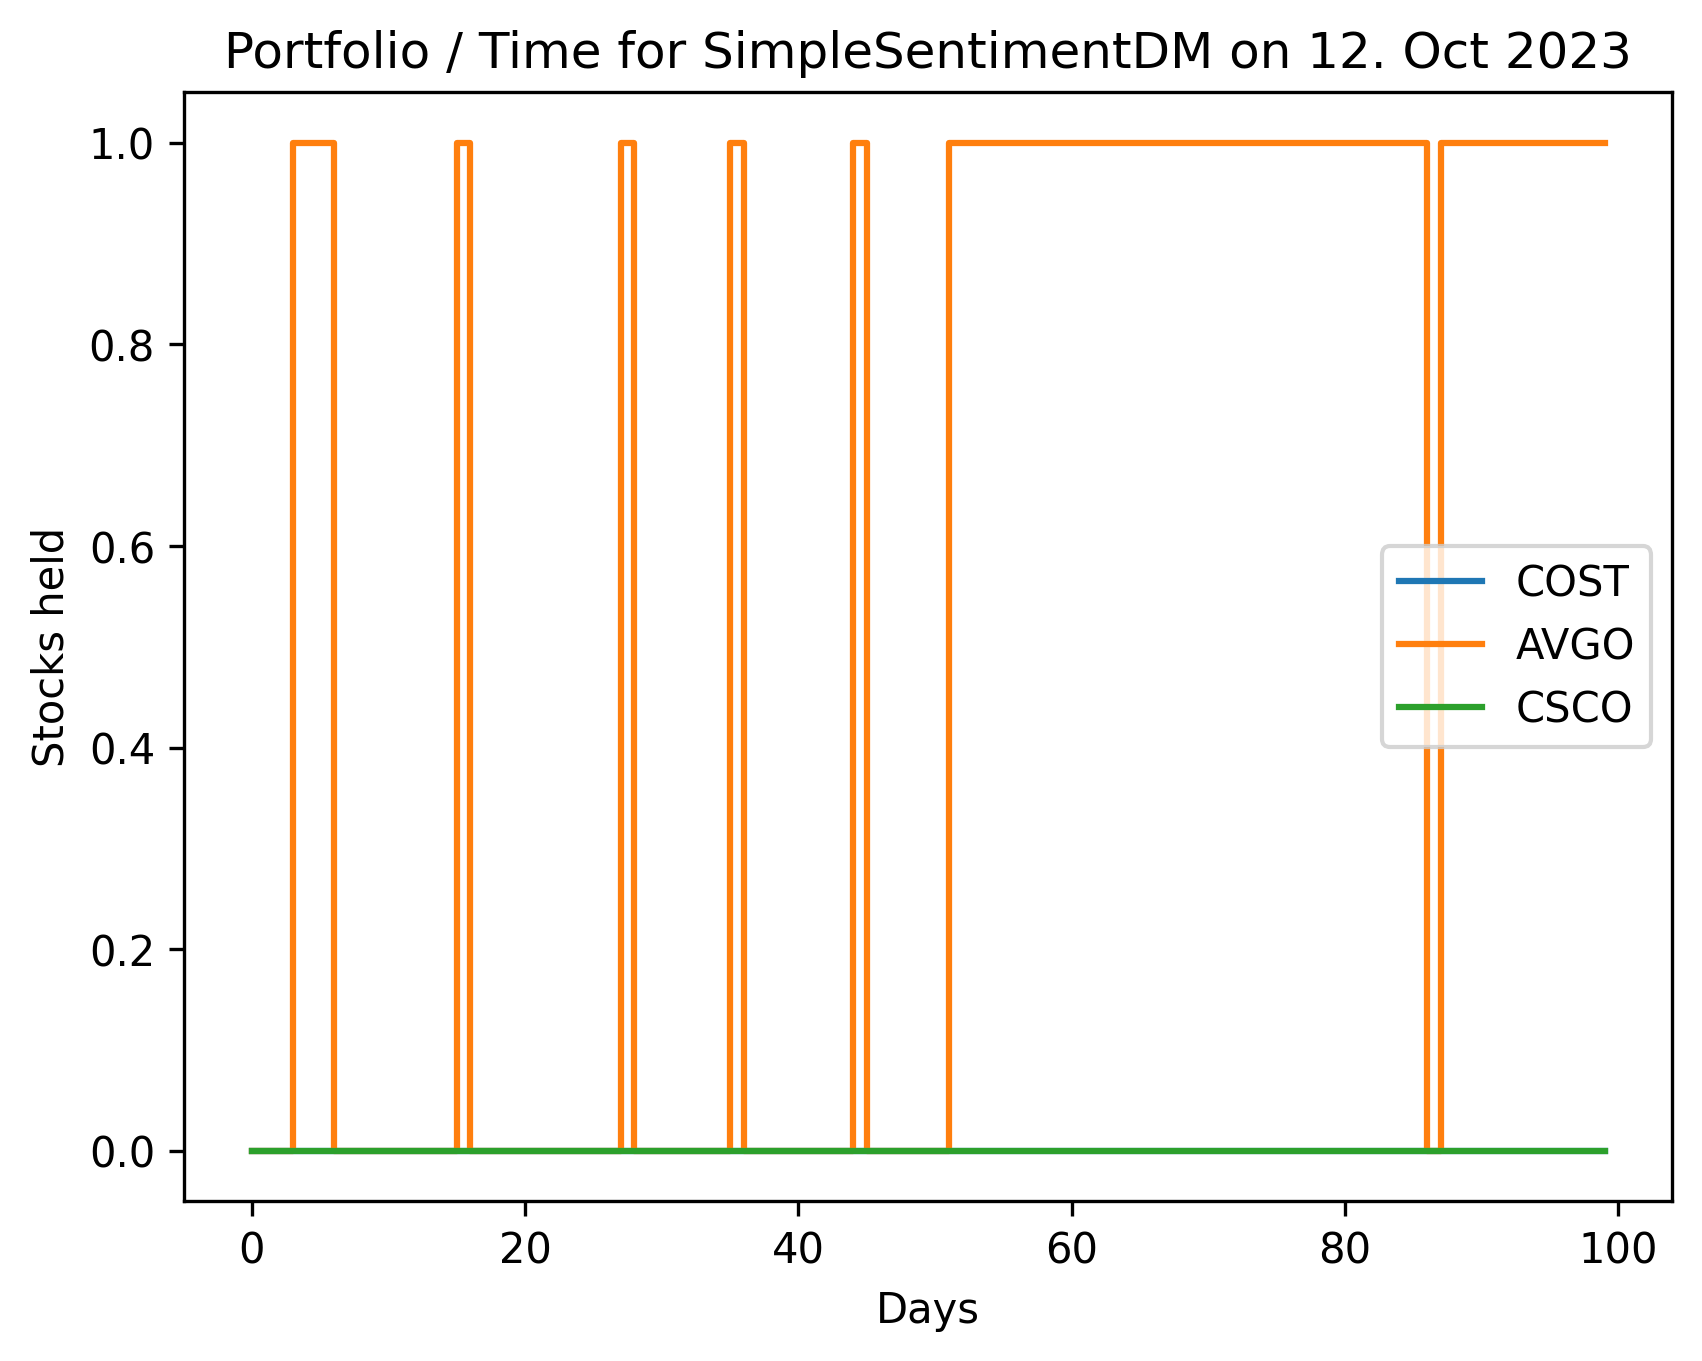 Portfolio / Time for SimpleSentimentDM on 12. Oct 2023
1.0
0.8
0.6
0.4
0.2
0.0
Stocks held
COST
AVGO
CSCO
0 20 40 60 80 100
Days